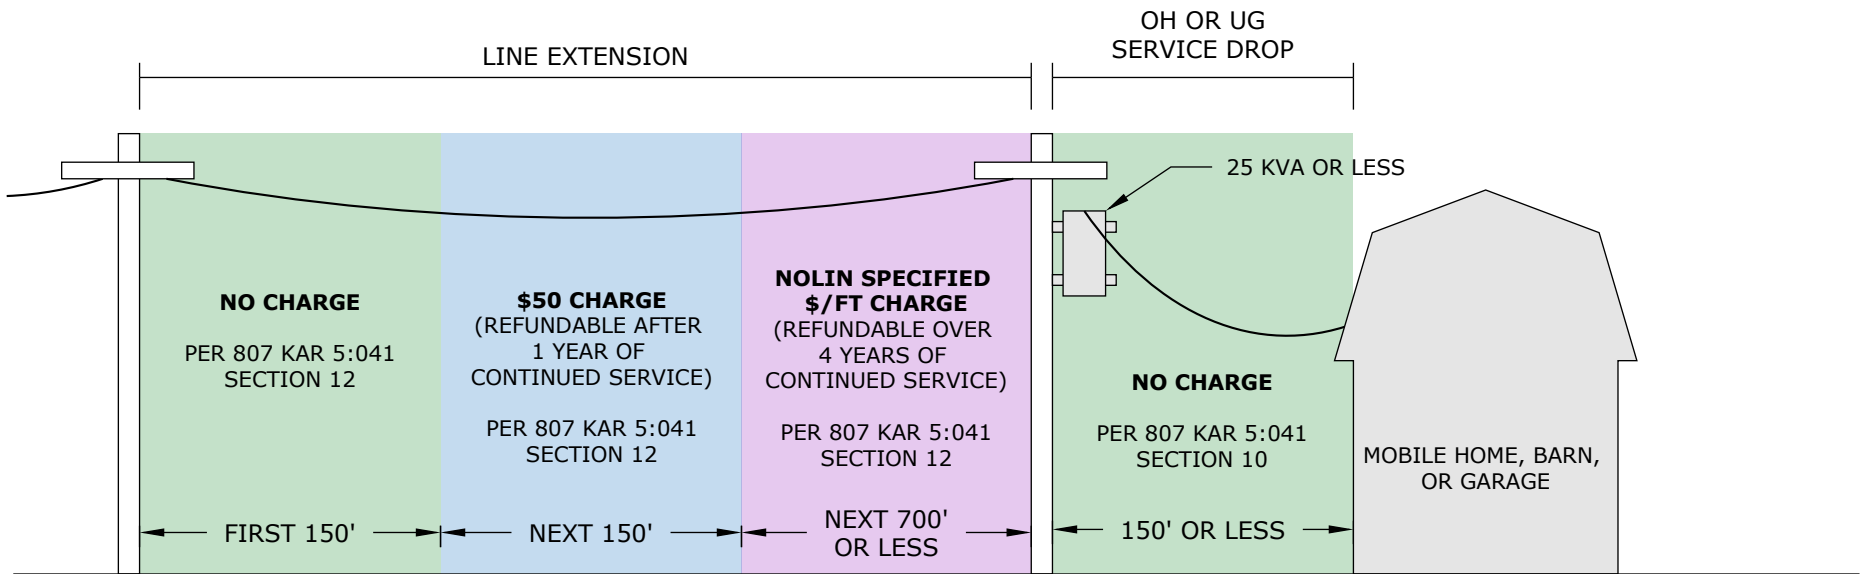 LINE EXTENSION
OH OR UG
SERVICE DROP
25 KVA OR LESS
NO CHARGE
PER 807 KAR 5:041
SECTION 12
FIRST 150'
$50 CHARGE
(REFUNDABLE AFTER
1 YEAR OF
CONTINUED SERVICE)
PER 807 KAR 5:041
SECTION 12
NEXT 150'
NOLIN SPECIFIED
$/FT CHARGE
(REFUNDABLE OVER
4 YEARS OF
CONTINUED SERVICE)
PER 807 KAR 5:041
SECTION 12
NEXT 700'
OR LESS
NO CHARGE
PER 807 KAR 5:041
SECTION 10
150' OR LESS
MOBILE HOME, BARN,
OR GARAGE